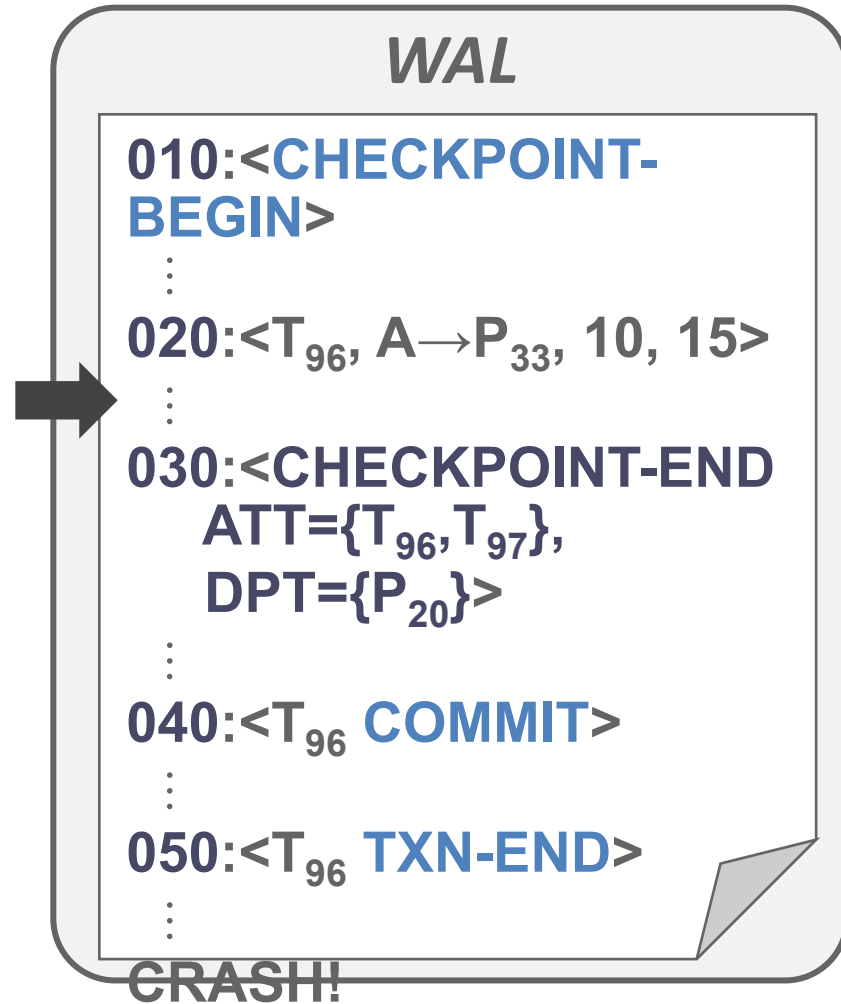 WAL
010:<CHECKPOINT-
BEGIN>
⋮
020:<T₉₆, A→P₃₃, 10, 15>
⋮
030:<CHECKPOINT-END
ATT={T₉₆,T₉₇},
DPT={P₂₀}>
⋮
040:<T₉₆ COMMIT>
⋮
050:<T₉₆ TXN-END>
⋮
CRASH!